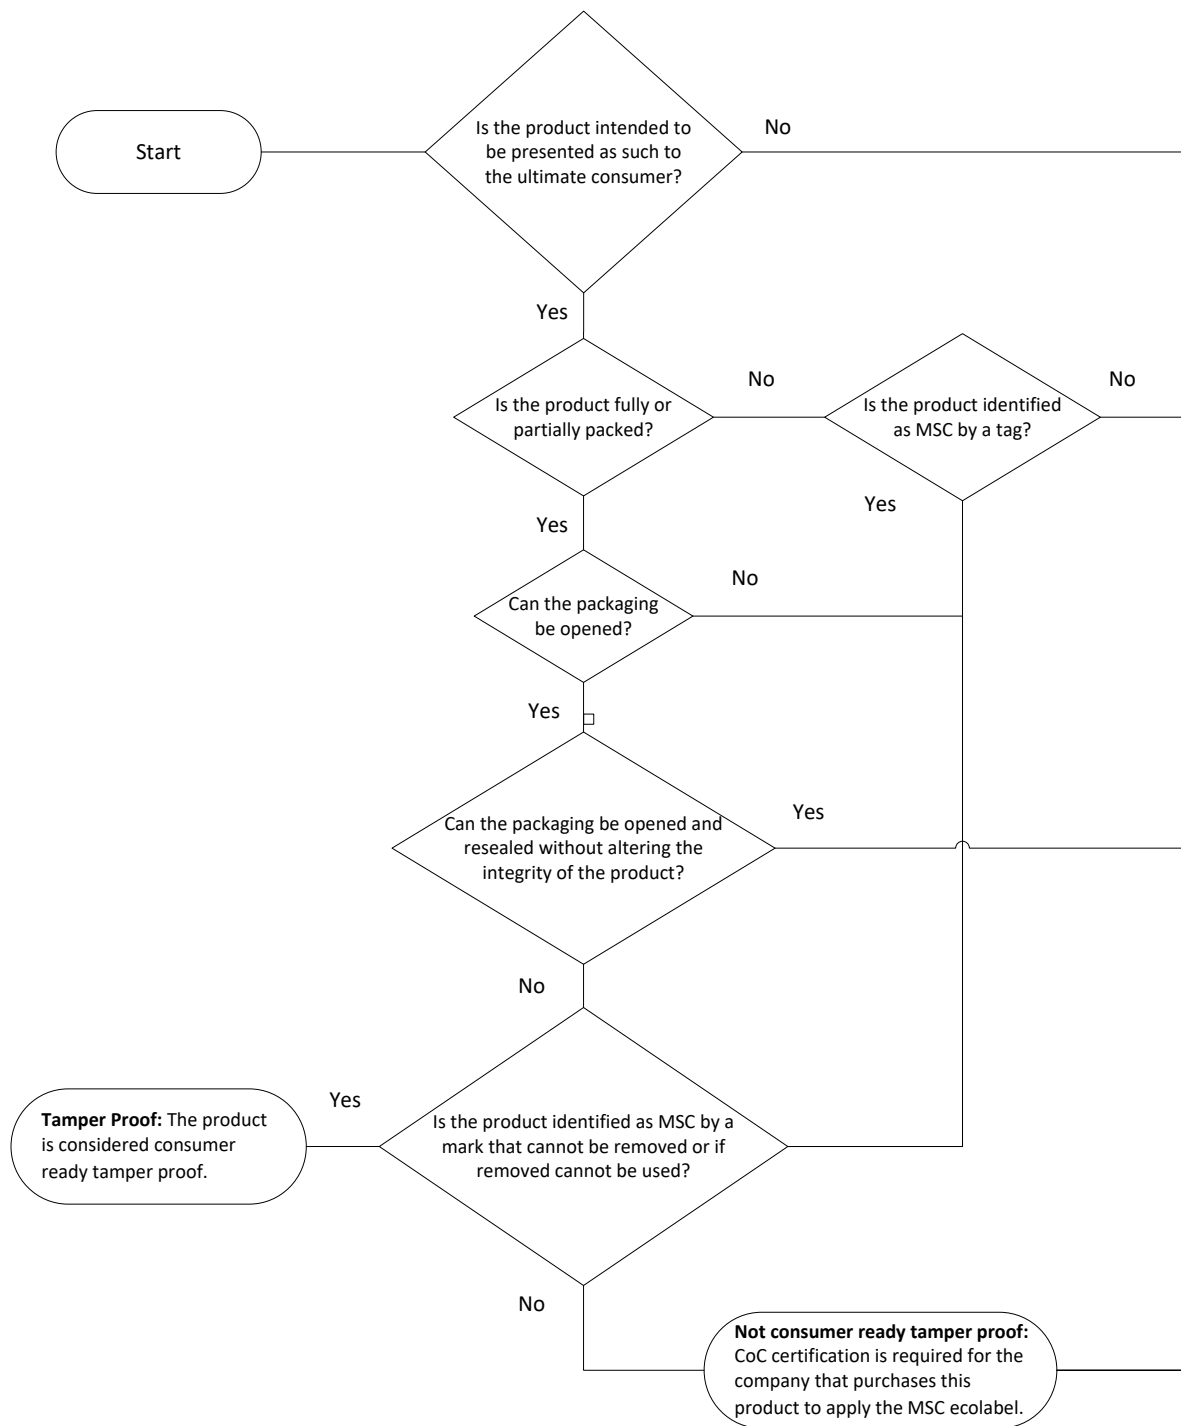 Start
Is the product intended to
be presented as such to
the ultimate consumer?
No
Yes
Is the product fully or
partially packed?
No
Is the product identified
as MSC by a tag?
No
Yes
Yes
Can the packaging
be opened?
No
Yes
Can the packaging be opened and
resealed without altering the
integrity of the product?
Yes
No
Is the product identified as MSC by a
mark that cannot be removed or if
removed cannot be used?
Yes
Tamper Proof: The product
is considered consumer
ready tamper proof.
No
Not consumer ready tamper proof:
CoC certification is required for the
company that purchases this
product to apply the MSC ecolabel.